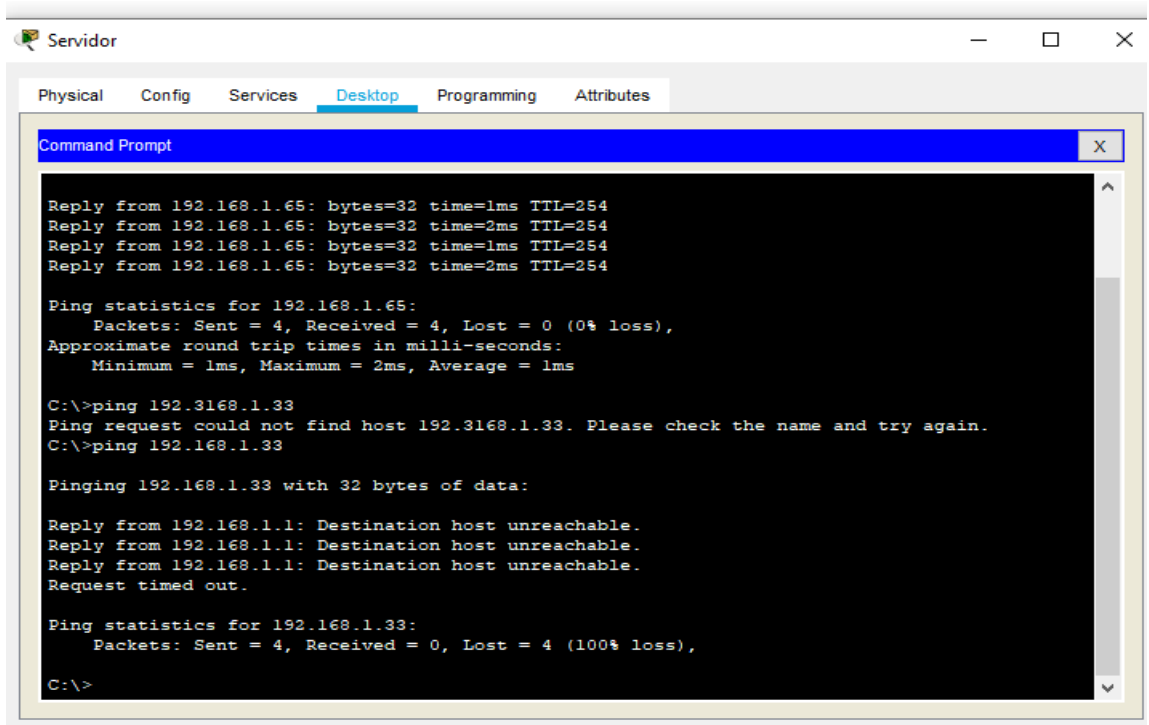 Servidor
Physical Config Services Desktop Programming Attributes
Command Prompt
X
Reply from 192.168.1.65: bytes=32 time=1ms TTL=254
Reply from 192.168.1.65: bytes=32 time=2ms TTL=254
Reply from 192.168.1.65: bytes=32 time=1ms TTL=254
Reply from 192.168.1.65: bytes=32 time=2ms TTL=254
Ping statistics for 192.168.1.65:
Packets: Sent = 4, Received = 4, Lost = 0 (0% loss),
Approximate round trip times in milli-seconds:
Minimum = 1ms, Maximum = 2ms, Average = 1ms
C:\>ping 192.3168.1.33
Ping request could not find host 192.3168.1.33. Please check the name and try again.
C:\>ping 192.168.1.33
Pinging 192.168.1.33 with 32 bytes of data:
Reply from 192.168.1.1: Destination host unreachable.
Reply from 192.168.1.1: Destination host unreachable.
Reply from 192.168.1.1: Destination host unreachable.
Request timed out.
Ping statistics for 192.168.1.33:
Packets: Sent = 4, Received = 0, Lost = 4 (100% loss),
C:\>